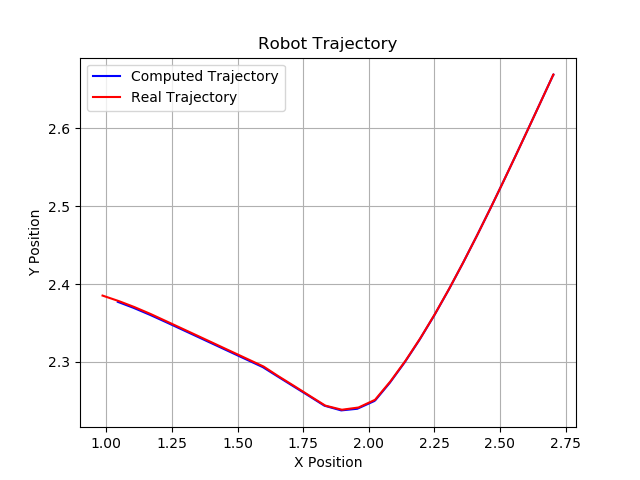 Robot Trajectory
Computed Trajectory
Real Trajectory
Y Position
2.6
2.5
2.4
2.3
1.00 1.25 1.50 1.75 2.00 2.25 2.50 2.75
X Position